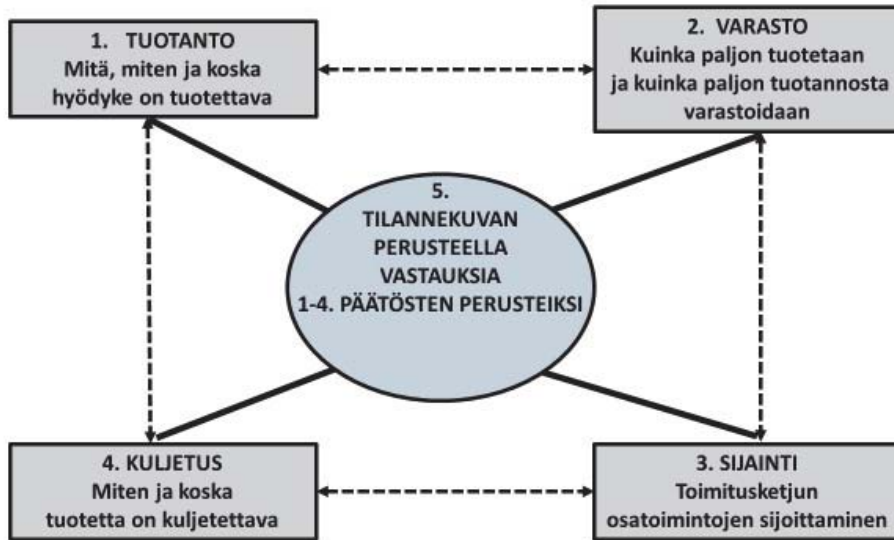 1. TUOTANTO
Mitä, miten ja koska
hyödyke on tuotettava
2. VARASTO
Kuinka paljon tuotetaan
ja kuinka paljon tuotannosta
varastoidaan
5.
TILANNEKUVAN
PERUSTEELLA
VASTAUKSIA
1-4. PÄÄTÖSTEN PERUSTEIKSI
4. KULJETUS
Miten ja koska
tuotetta on kuljetettava
3. SIJAINTI
Toimitusketjun
osatoimintojen sijoittaminen